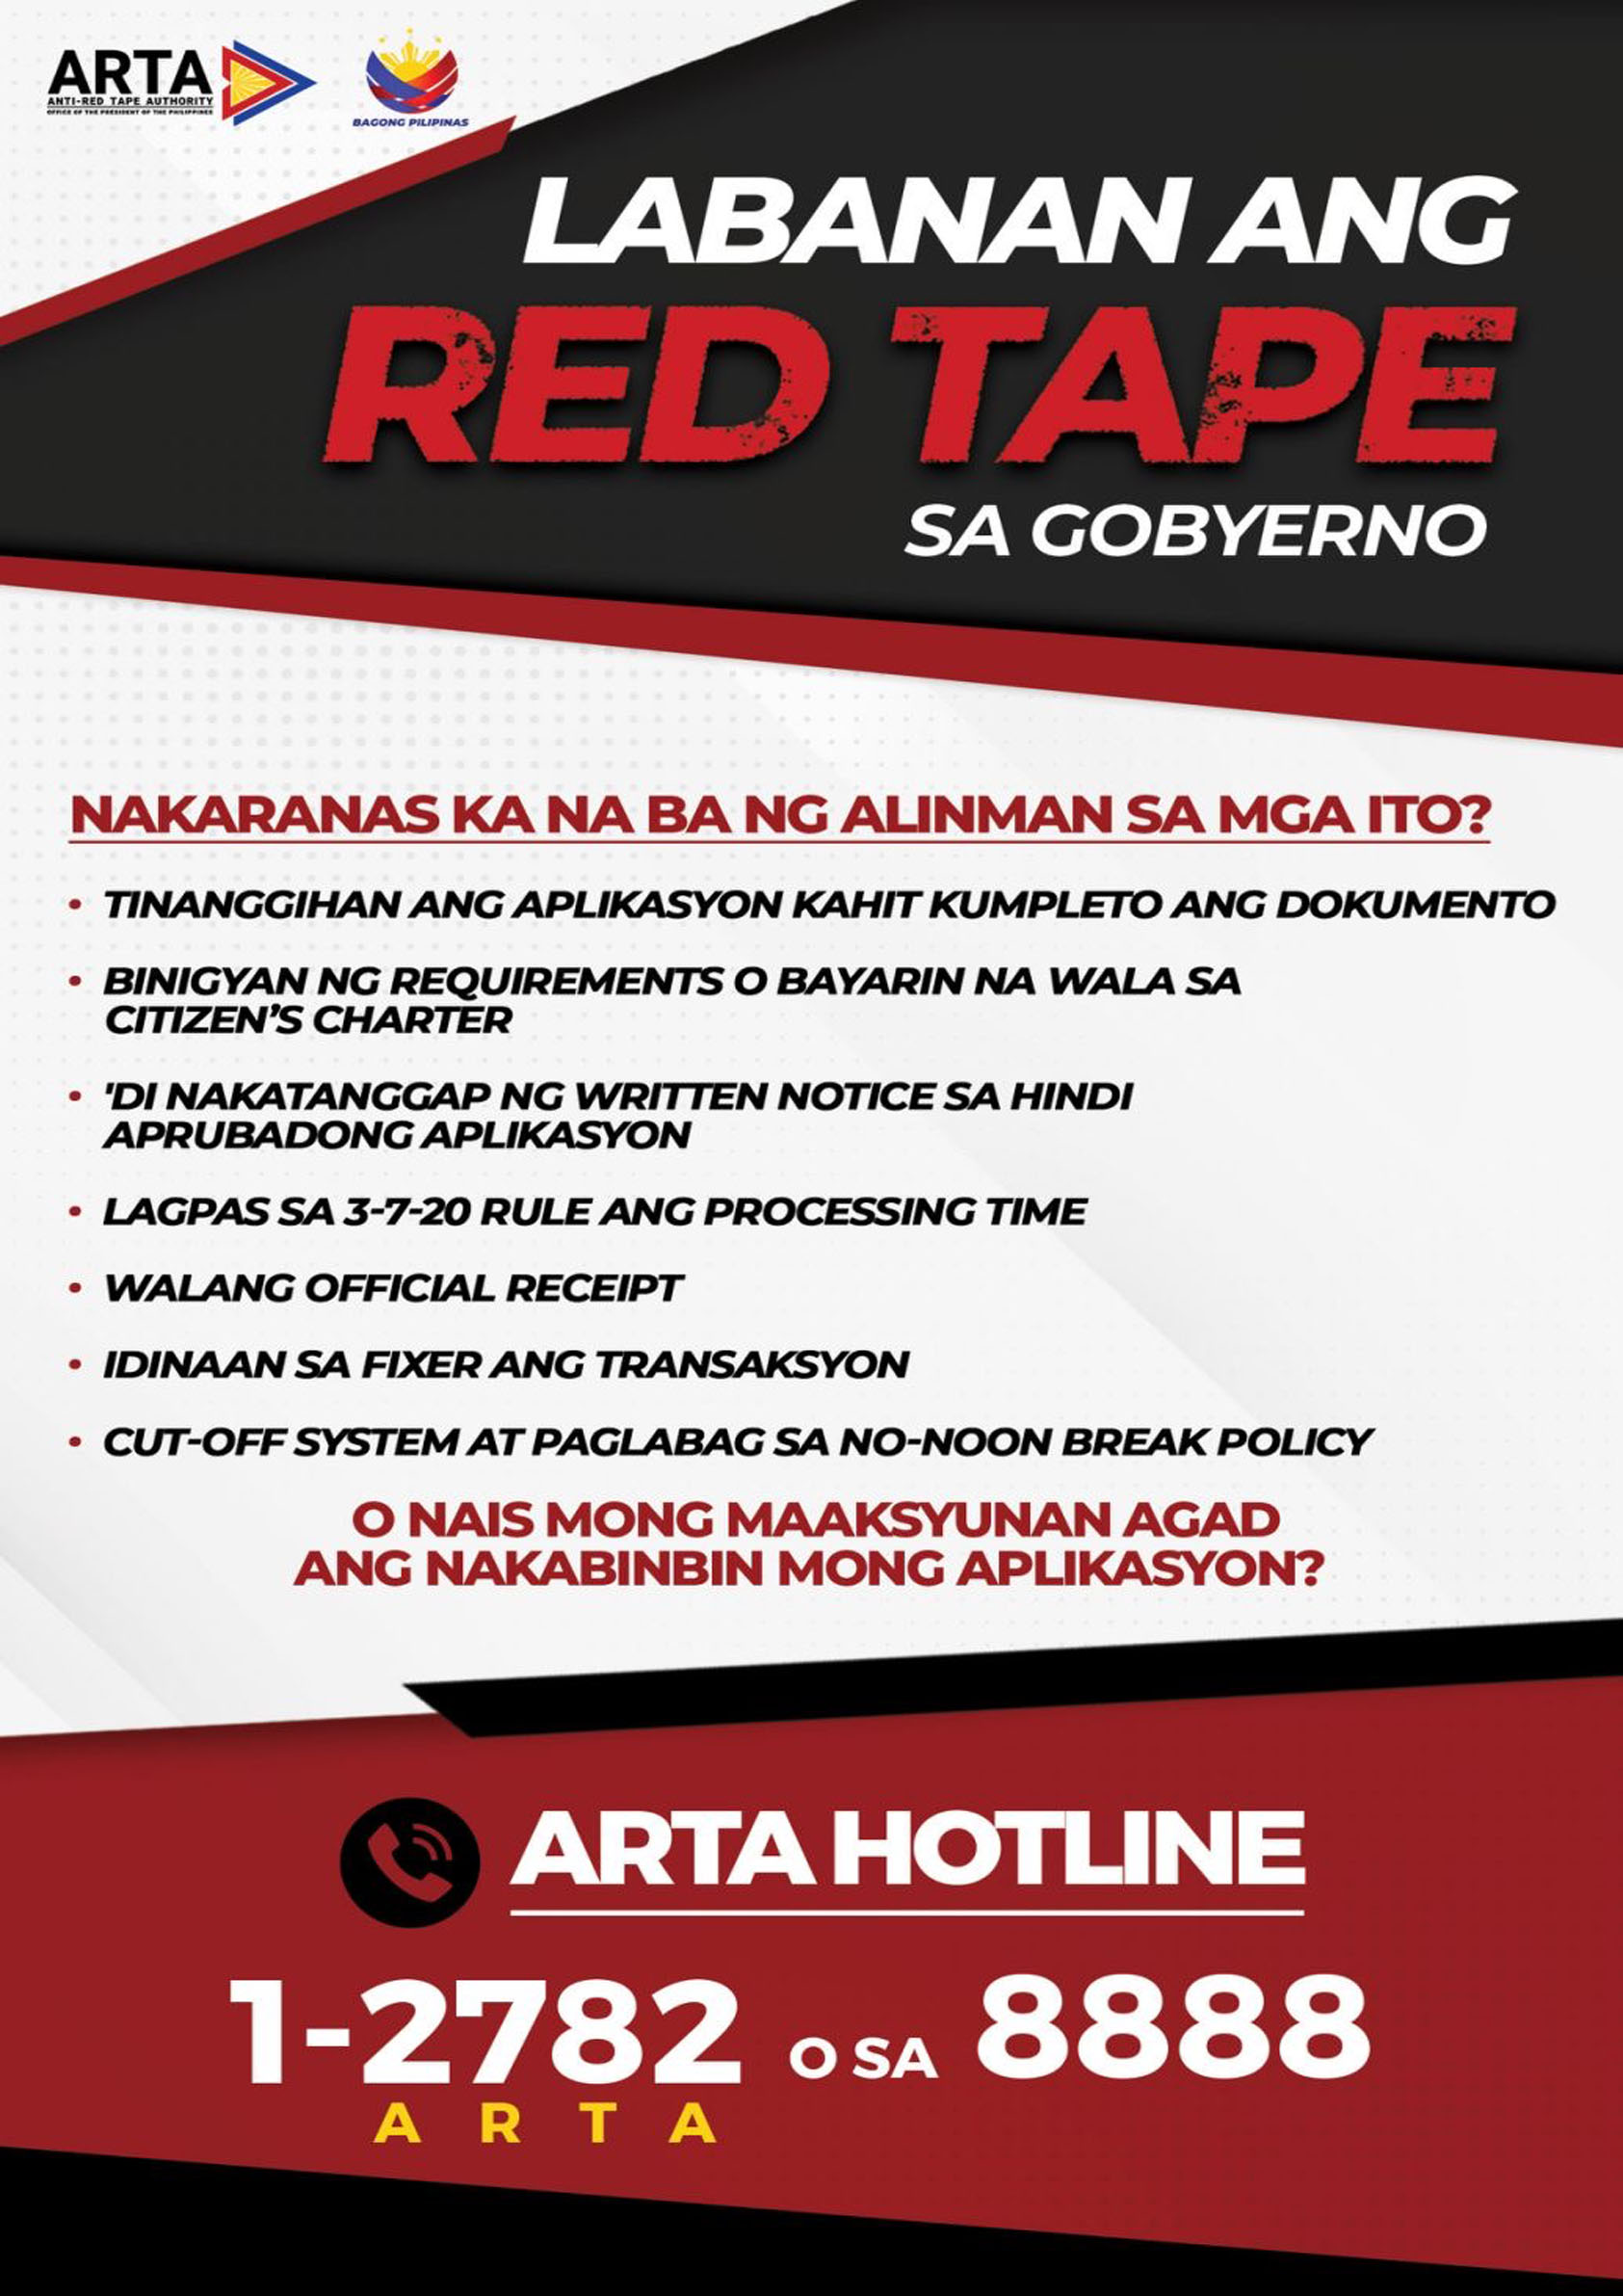 ARTA
ANTI-RED TAPE AUTHORITY
OFFICE OF THE PRESIDENT OF THE PHILIPPINES
BAGONG PILIPINAS
LABANAN ANG
RED TAPE
SA GOBYERNO
NAKARANAS KA NA BA NG ALINMAN SA MGA ITO?
• TINANGGIHAN ANG APLIKASYON KAHIT KUMPLETO ANG DOKUMENTO
• BINIGYAN NG REQUIREMENTS O BAYARIN NA WALA SA
CITIZEN'S CHARTER
• 'DI NAKATANGGAP NG WRITTEN NOTICE SA HINDI
APRUBADONG APLIKASYON
• LAGPAS SA 3-7-20 RULE ANG PROCESSING TIME
• WALANG OFFICIAL RECEIPT
• IDINAAN SA FIXER ANG TRANSAKSYON
• CUT-OFF SYSTEM AT PAGLABAG SA NO-NOON BREAK POLICY
O NAIS MONG MAAKSYUNAN AGAD
ANG NAKABINBIN MONG APLIKASYON?
ARTA HOTLINE
1-2782 O SA 8888
A R T A